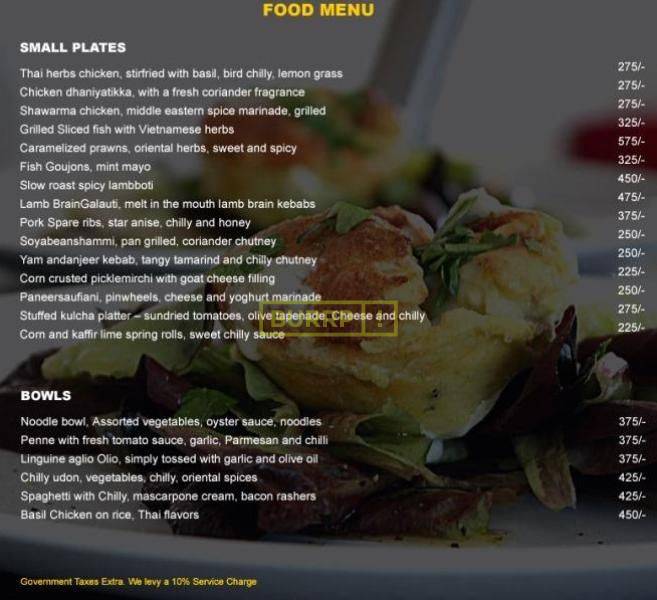 FOOD MENU
SMALL PLATES
Thai herbs chicken, stirfried with basil, bird chilly, lemon grass 275/-
Chicken dhaniyatikka, with a fresh coriander fragrance 275/-
Shawarma chicken, middle eastern spice marinade, grilled 275/-
Grilled Sliced fish with Vietnamese herbs 325/-
Caramelized prawns, oriental herbs, sweet and spicy 575/-
Fish Goujons, mint mayo 325/-
Slow roast spicy lambboti 450/-
Lamb BrainGalauti, melt in the mouth lamb brain kebabs 475/-
Pork Spare ribs, star anise, chilly and honey 375/-
Soyabeanshammi, pan grilled, coriander chutney 250/-
Yam andanjeer kebab, tangy tamarind and chilly chutney 250/-
Corn crusted picklemirchi with goat cheese filling 225/-
Paneersaufiani, pinwheels, cheese and yoghurt marinade 250/-
Stuffed kulcha platter – sundried tomatoes, olive tapenade, Cheese and chilly 275/-
BURRP!
Corn and kaffir lime spring rolls, sweet chilly sauce 225/-
BOWLS
Noodle bowl, Assorted vegetables, oyster sauce, noodles 375/-
Penne with fresh tomato sauce, garlic, Parmesan and chilli 375/-
Linguine aglio Olio, simply tossed with garlic and olive oil 375/-
Chilly udon, vegetables, chilly, oriental spices 425/-
Spaghetti with Chilly, mascarpone cream, bacon rashers 425/-
Basil Chicken on rice, Thai flavors 450/-
Government Taxes Extra. We levy a 10% Service Charge